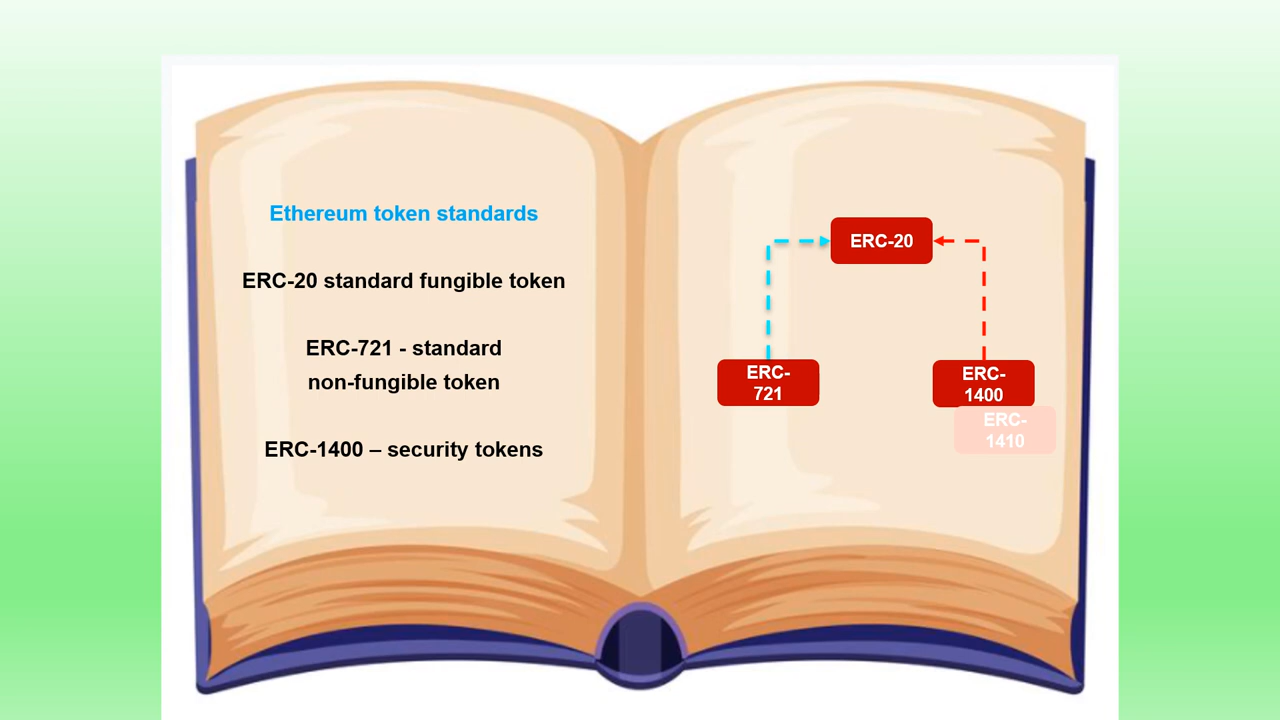 Ethereum token standards
ERC-20 standard fungible token
ERC-721 - standard
non-fungible token
ERC-1400 – security tokens
ERC-20
ERC-
721
ERC-
1400
ERC-
1410